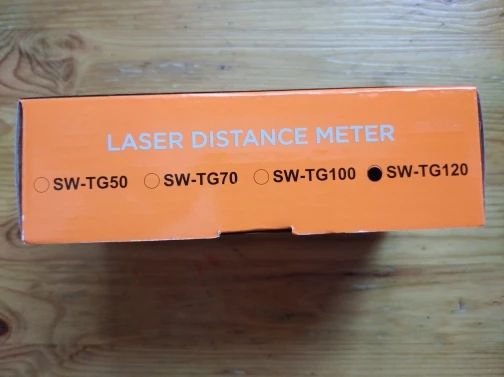 LASER DISTANCE METER
SW-TG50 SW-TG70 SW-TG100 SW-TG120